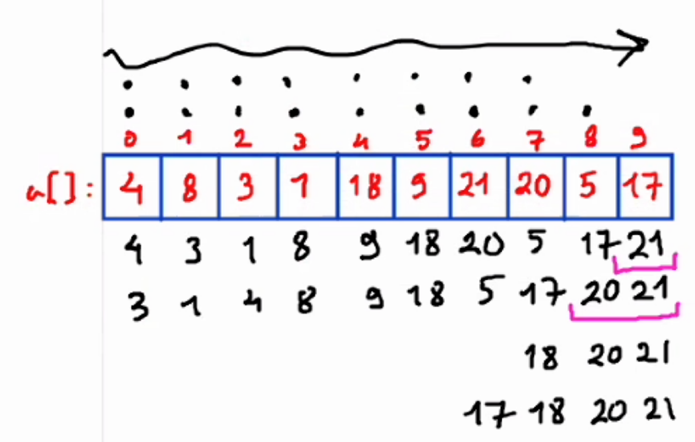 0 1 2 3 4 5 6 7 8 9
a[]: 4 8 3 1 18 9 21 20 5 17
4 3 1 8 9 18 20 5 17 21
3 1 4 8 9 18 5 17 20 21
18 20 21
17 18 20 21